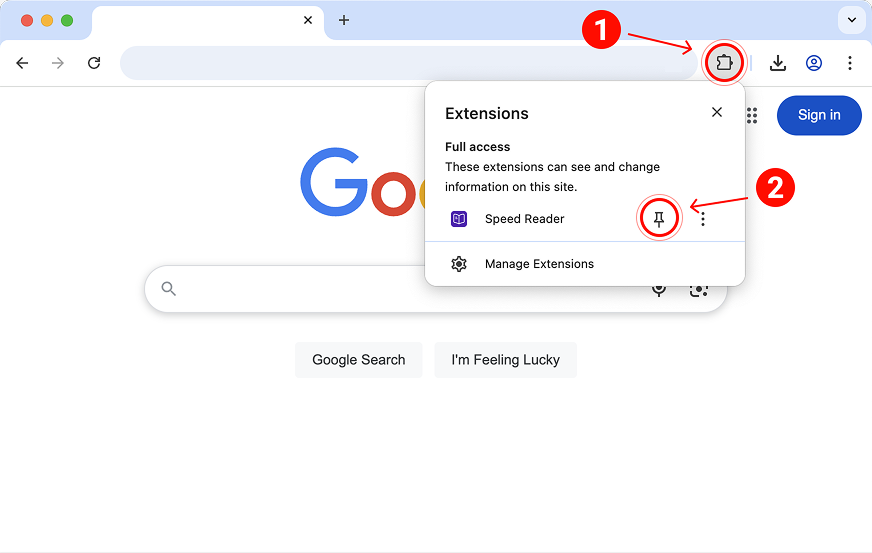 1
Extensions
Sign in
Full access
These extensions can see and change
information on this site.
Speed Reader
2
Manage Extensions
Goo
Google Search
I'm Feeling Lucky